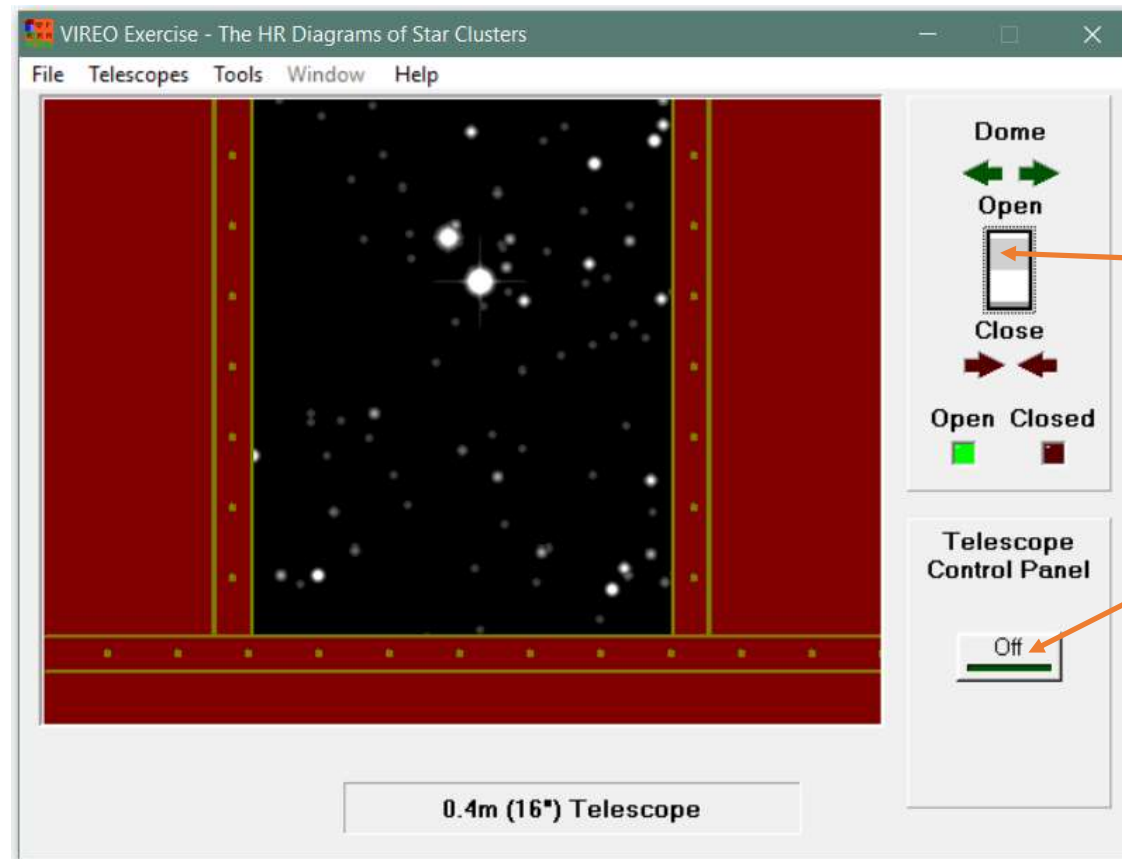 VIREO Exercise - The HR Diagrams of Star Clusters
File Telescopes Tools Window Help
Dome
Open
Close
Open Closed
Telescope
Control Panel
Off
0.4m (16") Telescope